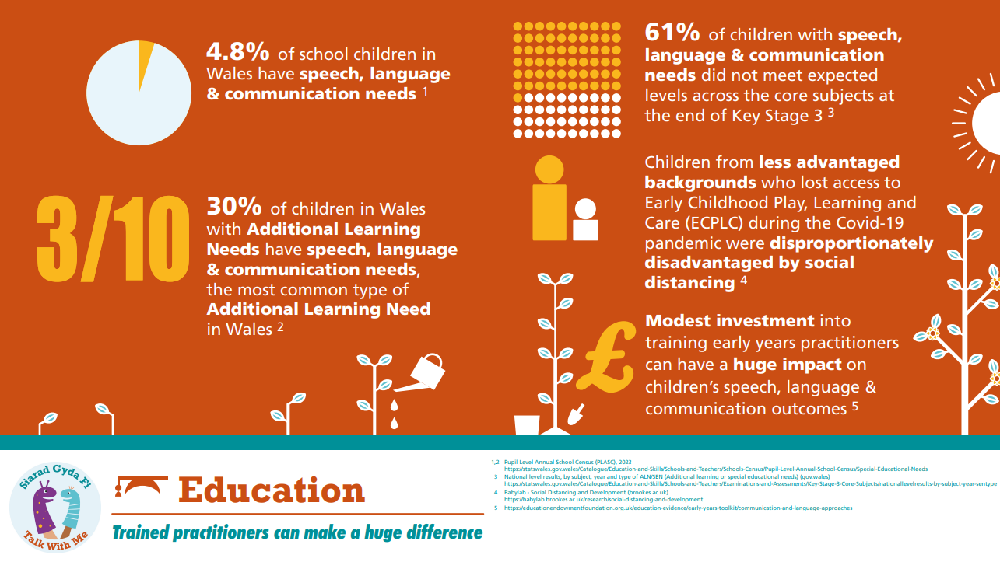 4.8% of school children in
Wales have speech, language
& communication needs 1
3/10
30% of children in Wales
with Additional Learning
Needs have speech, language
& communication needs,
the most common type of
Additional Learning Need
in Wales 2
61% of children with speech,
language & communication
needs did not meet expected
levels across the core subjects at
the end of Key Stage 3 3
Children from less advantaged
backgrounds who lost access to
Early Childhood Play, Learning and
Care (ECPLC) during the Covid-19
pandemic were disproportionately
disadvantaged by social
distancing 4
£
Modest investment into
training early years practitioners
can have a huge impact on
children's speech, language &
communication outcomes 5
Siarad Gyda Fi
Talk With Me
Education
Trained practitioners can make a huge difference
1,2 Pupil Level Annual School Census (PLASC), 2023
https://statswales.gov.wales/Catalogue/Education-and-Skills/Schools-and-Teachers/Schools-Census/Pupil-Level-Annual-School-Census/Special-Educational-Needs
3 National level results, by subject, year and type of ALN/SEN (Additional learning or special educational needs) (gov.wales)
https://statswales.gov.wales/Catalogue/Education-and-Skills/Schools-and-Teachers/Examinations-and-Assessments/Key-Stage-3-Core-Subjects/nationallevelresults-by-subject-year-sentype
4 Babylab - Social Distancing and Development (brookes.ac.uk)
https://babylab.brookes.ac.uk/research/social-distancing-and-development
5 https://educationendowmentfoundation.org.uk/education-evidence/early-years-toolkit/communication-and-language-approaches